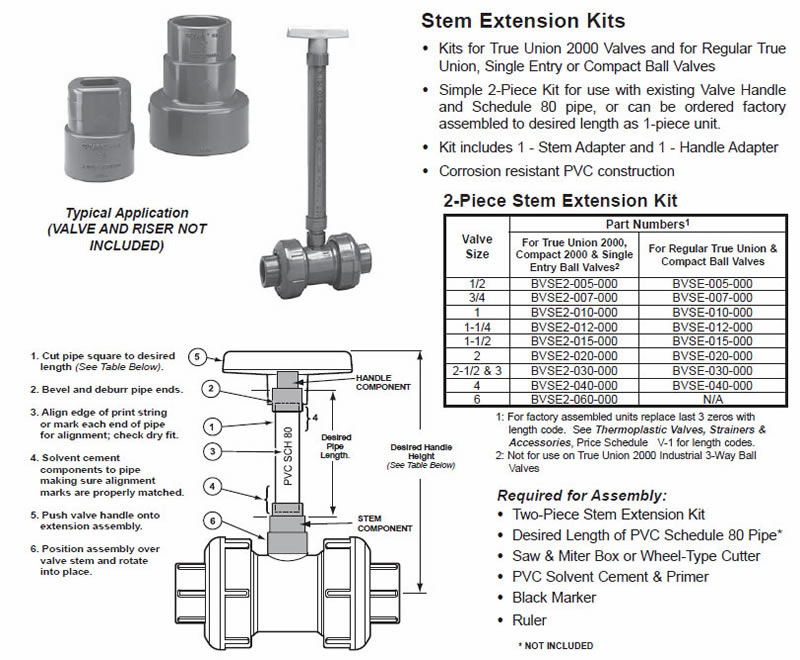 Stem Extension Kits
• Kits for True Union 2000 Valves and for Regular True
Union, Single Entry or Compact Ball Valves
• Simple 2-Piece Kit for use with existing Valve Handle
and Schedule 80 pipe, or can be ordered factory
assembled to desired length as 1-piece unit.
• Kit includes 1 - Stem Adapter and 1 - Handle Adapter
• Corrosion resistant PVC construction
Typical Application
(VALVE AND RISER NOT
INCLUDED)
2-Piece Stem Extension Kit
Valve
Size
Part Numbers1
For True Union 2000,
Compact 2000 & Single
Entry Ball Valves2
For Regular True Union &
Compact Ball Valves
1/2 BVSE2-005-000 BVSE-005-000
3/4 BVSE2-007-000 BVSE-007-000
1 BVSE2-010-000 BVSE-010-000
1-1/4 BVSE2-012-000 BVSE-012-000
1-1/2 BVSE2-015-000 BVSE-015-000
2 BVSE2-020-000 BVSE-020-000
2-1/2 & 3 BVSE2-030-000 BVSE-030-000
4 BVSE2-040-000 BVSE-040-000
6 BVSE2-060-000 N/A
1: For factory assembled units replace last 3 zeros with
length code. See Thermoplastic Valves, Strainers &
Accessories, Price Schedule V-1 for length codes.
2: Not for use on True Union 2000 Industrial 3-Way Ball
Valves
1. Cut pipe square to desired
length (See Table Below).
2. Bevel and deburr pipe ends.
3. Align edge of print string
or mark each end of pipe
for alignment; check dry fit.
4. Solvent cement
components to pipe
making sure alignment
marks are properly matched.
5. Push valve handle onto
extension assembly.
6. Position assembly over
valve stem and rotate
into place.
5
2
1
3
4
6
HANDLE
COMPONENT
4
PVC SCH 80
Desired
Pipe
Length.
Desired Handle
Height
(See Table Below)
STEM
COMPONENT
Required for Assembly:
• Two-Piece Stem Extension Kit
• Desired Length of PVC Schedule 80 Pipe*
• Saw & Miter Box or Wheel-Type Cutter
• PVC Solvent Cement & Primer
• Black Marker
• Ruler
* NOT INCLUDED